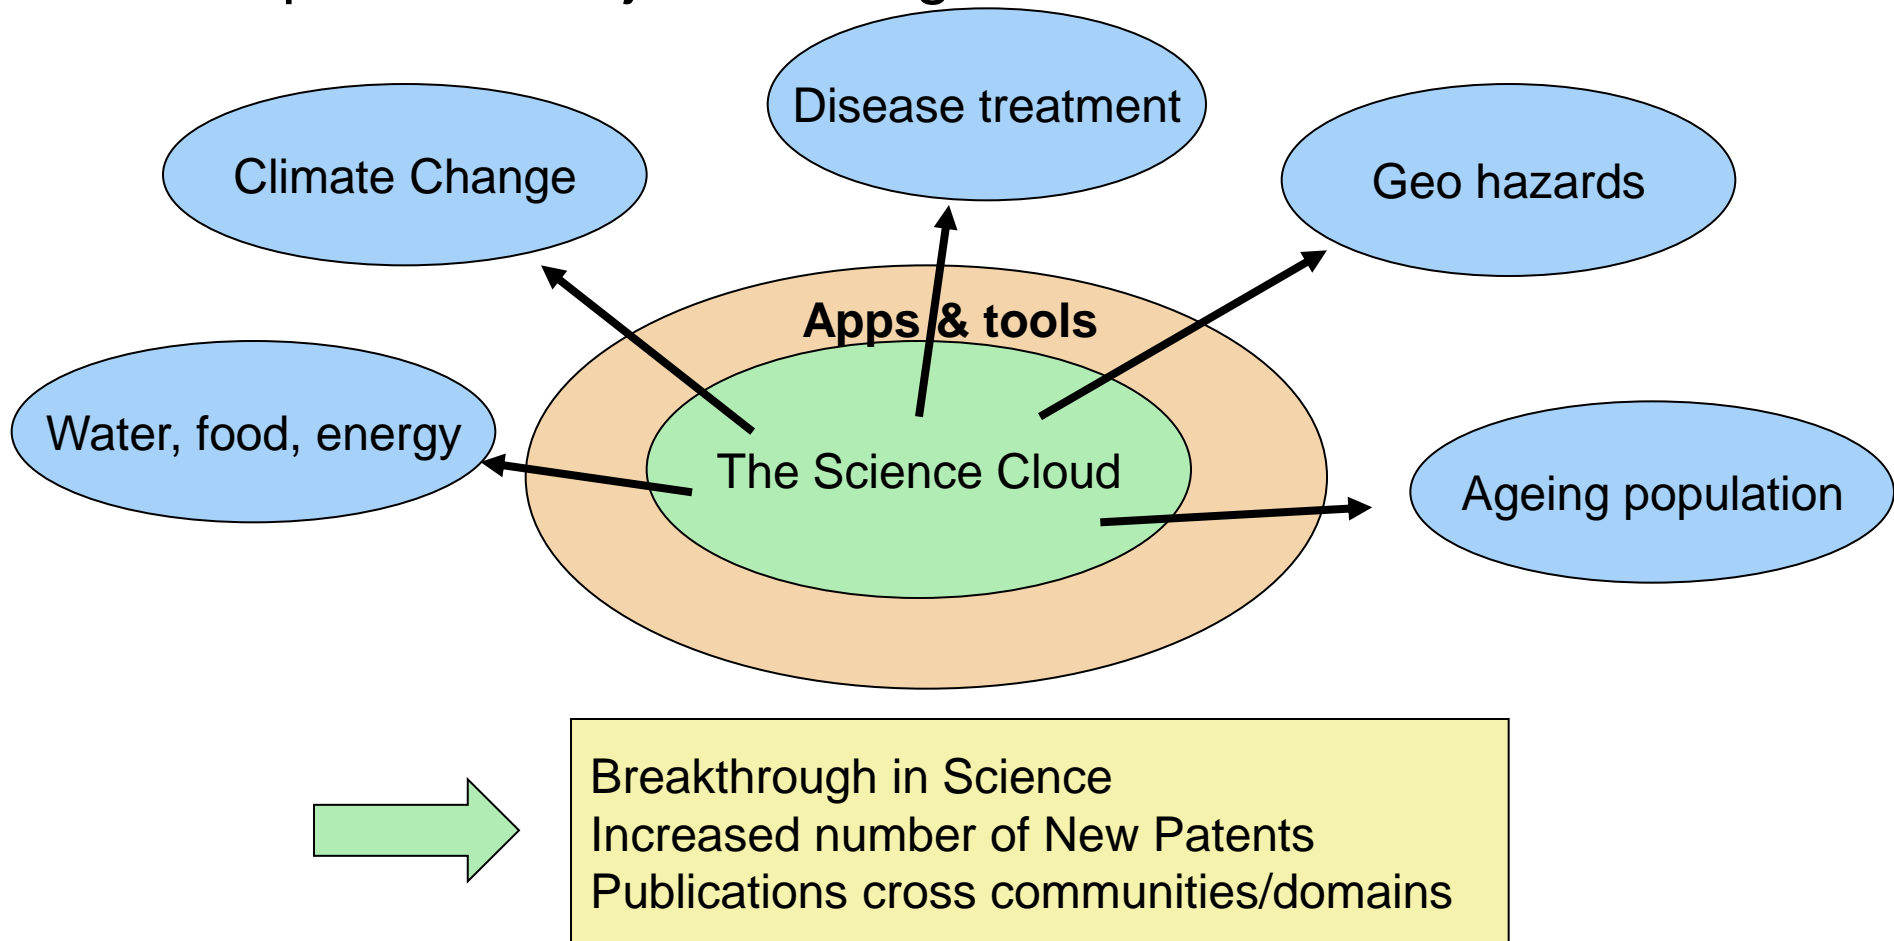 Disease treatment
Climate Change
Geo hazards
Apps & tools
Water, food, energy
The Science Cloud
Ageing population
Breakthrough in Science
Increased number of New Patents
Publications cross communities/domains